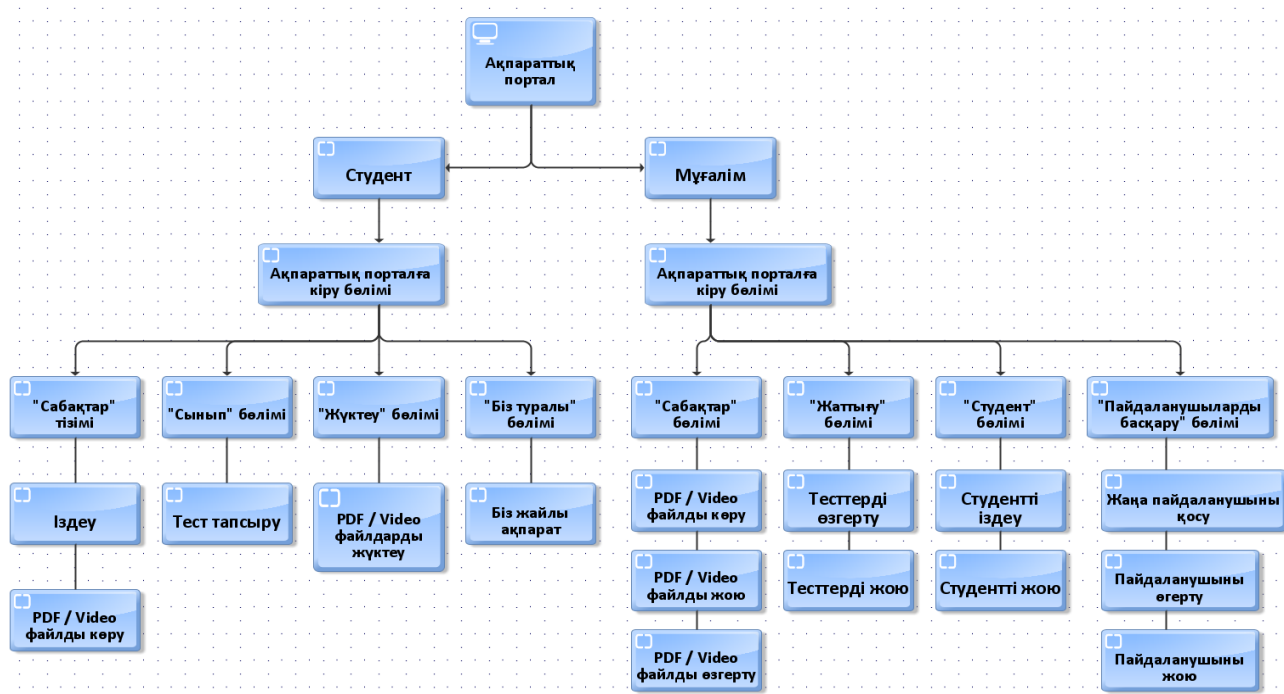 Ақпараттық
портал
Студент
Мұғалім
Ақпараттық порталға
кіру бөлімі
Ақпараттық порталға
кіру бөлімі
"Сабақтар"
тізімі
"Сынып" бөлімі
"Жүктеу" бөлімі
"Біз туралы"
бөлімі
"Сабақтар"
бөлімі
"Жаттығу"
бөлімі
"Студент"
бөлімі
"Пайдаланушыларды
басқару" бөлімі
Іздеу
Тест тапсыру
PDF / Video
файлдарды
жүктеу
Біз жайлы
ақпарат
PDF / Video
файлды көру
Тесттерді
өзгерту
Студентті
іздеу
Жаңа пайдаланушыны
қосу
PDF / Video
файлды көру
PDF / Video
файлды жою
Тесттерді жою
Студентті жою
Пайдаланушыны
өгерту
PDF / Video
файлды өзгерту
Пайдаланушыны
жою